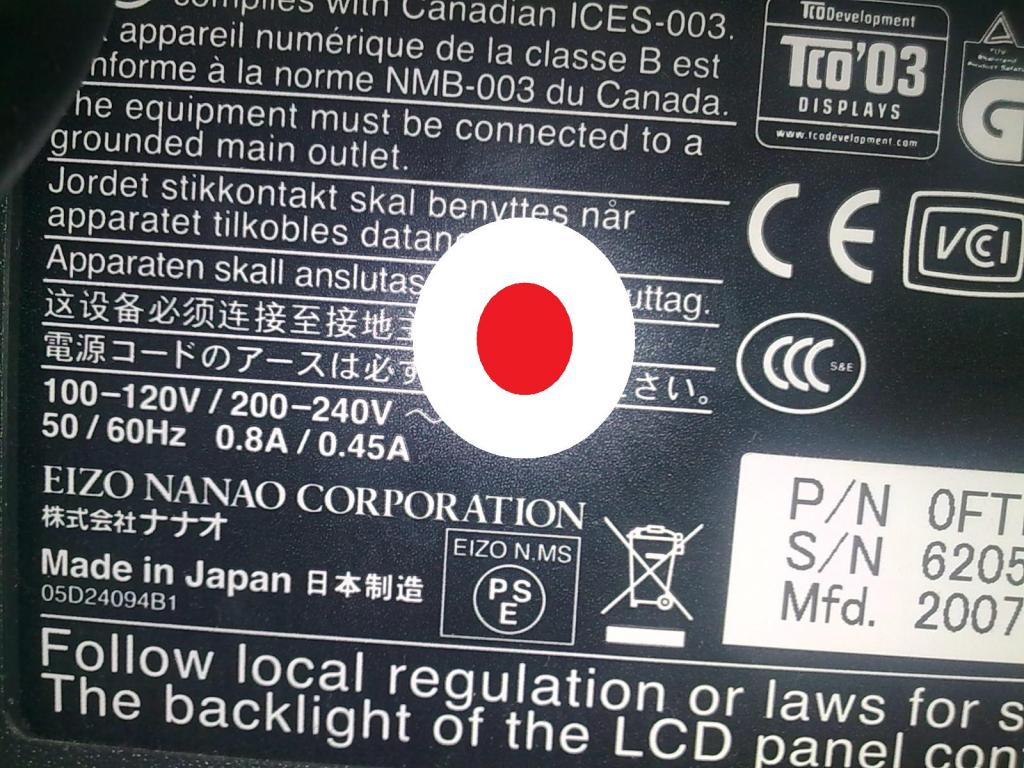 complies with Canadian ICES-003.
appareil numérique de la classe B est
conforme à la norme NMB-003 du Canada.
The equipment must be connected to a
grounded main outlet.
Jordet stikkontakt skal benyttes når
apparatet tilkobles
Apparaten skall anslutas uttag.
这设备必须连接至接地
電源コードのアースは必 さい。
100-120V / 200-240V ～
50 / 60Hz 0.8A / 0.45A
EIZO NANAO CORPORATION
株式会社ナナオ
Made in Japan 日本制造
05D24094B1
EIZO N.MS
PS
E
TCO Development
TCO'03
DISPLAYS
www.tcodevelopment.com
CE
VCCI
CCC S&E
P/N 0FT
S/N 6205
Mfd. 2007
Follow local regulation or laws for
The backlight of the LCD panel